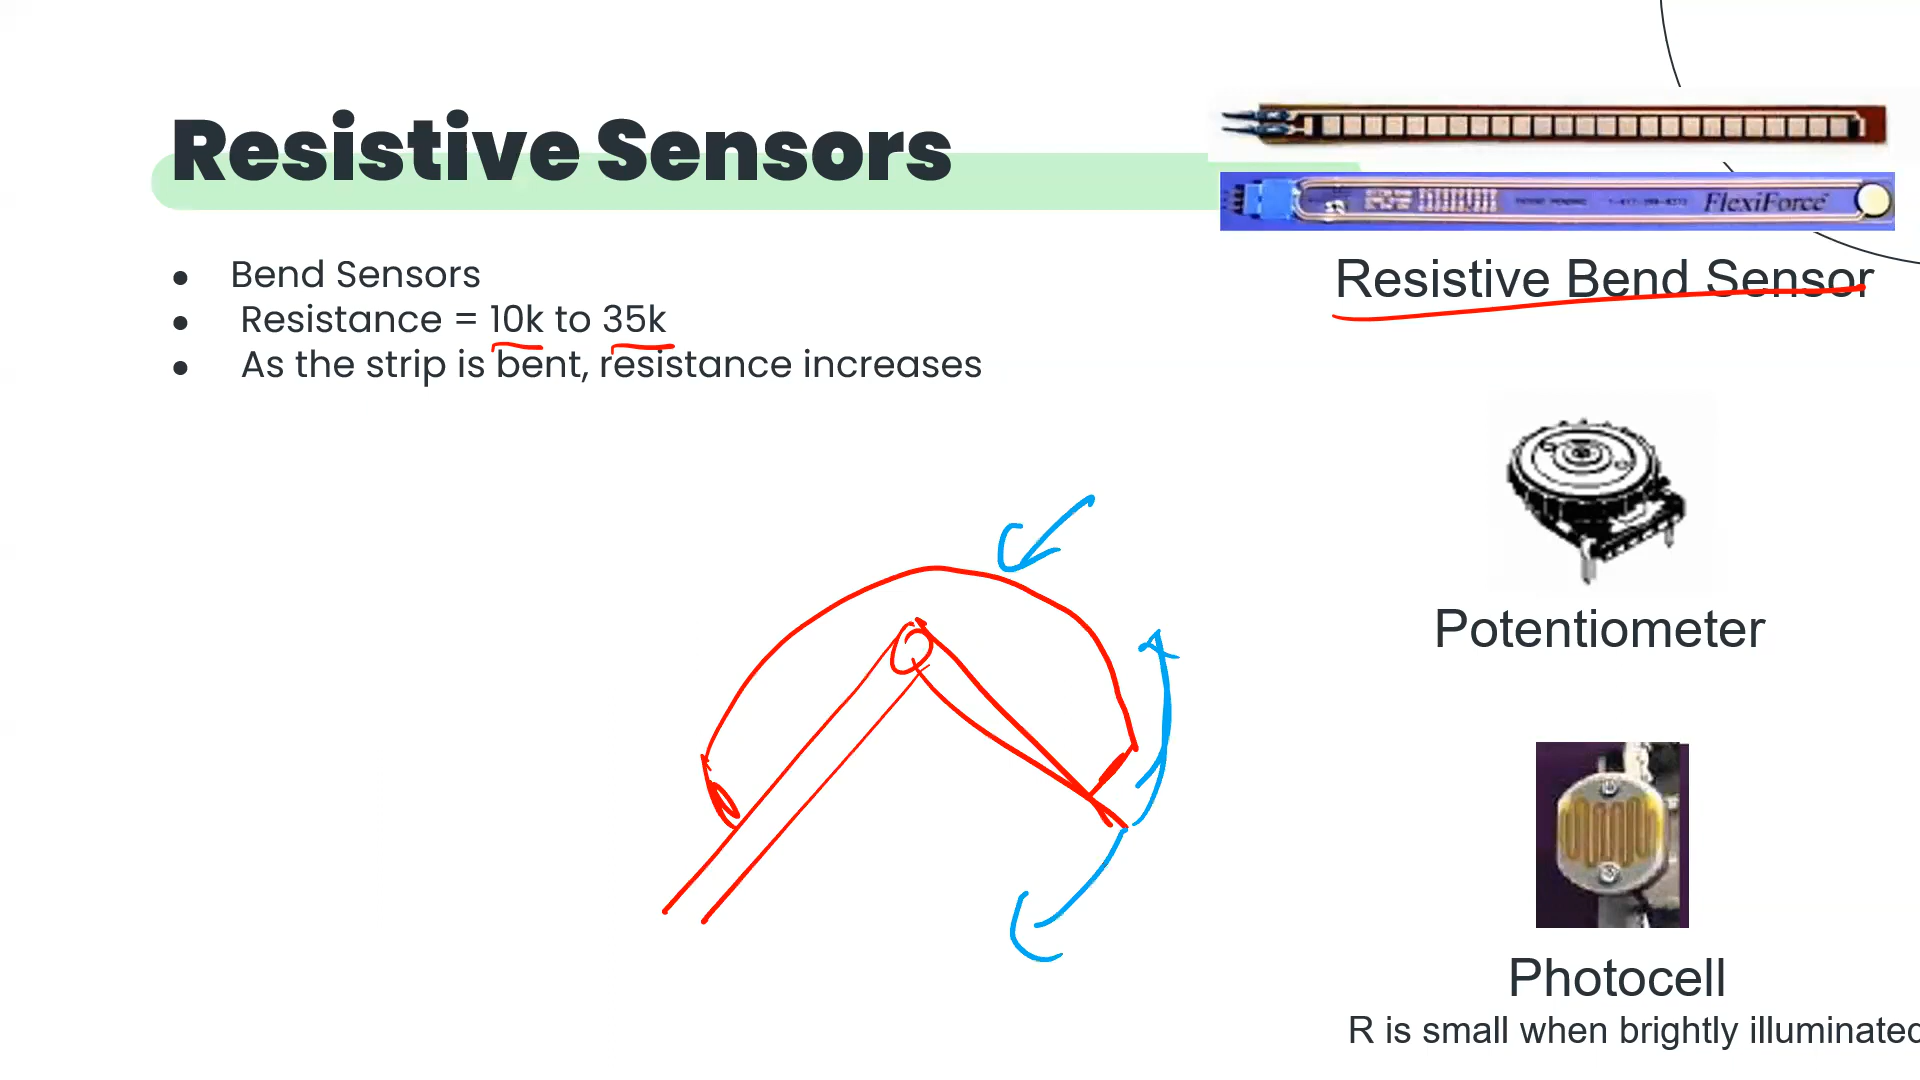 Resistive Sensors
● Bend Sensors
● Resistance = 10k to 35k
● As the strip is bent, resistance increases
FlexiForce
Resistive Bend Sensor
Potentiometer
Photocell
R is small when brightly illuminated